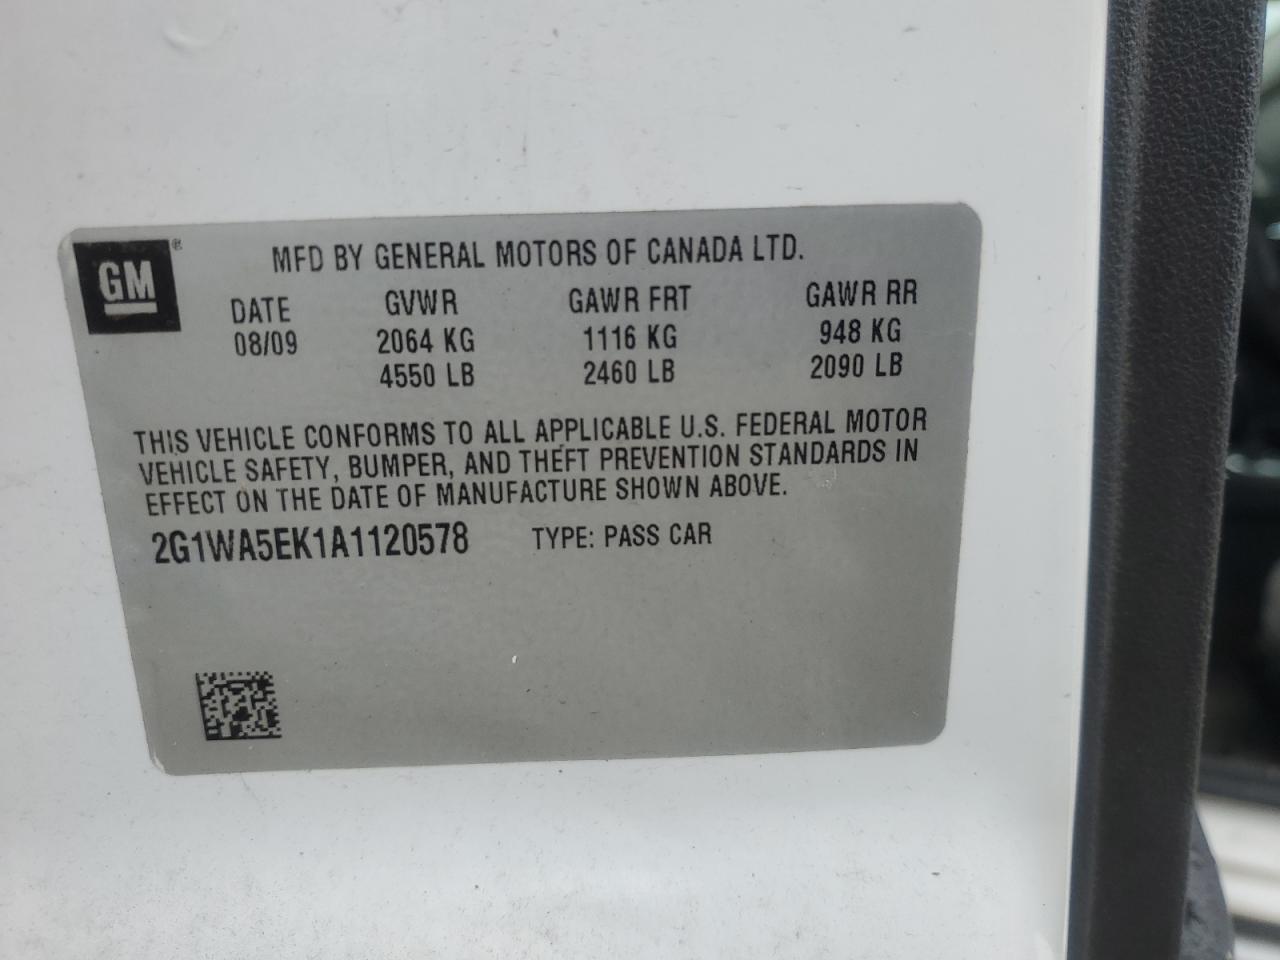 GM®
MFD BY GENERAL MOTORS OF CANADA LTD.
DATE GVWR GAWR FRT GAWR RR
08/09 2064 KG 1116 KG 948 KG
4550 LB 2460 LB 2090 LB
THIS VEHICLE CONFORMS TO ALL APPLICABLE U.S. FEDERAL MOTOR
VEHICLE SAFETY, BUMPER, AND THEFT PREVENTION STANDARDS IN
EFFECT ON THE DATE OF MANUFACTURE SHOWN ABOVE.
2G1WA5EK1A1120578 TYPE: PASS CAR